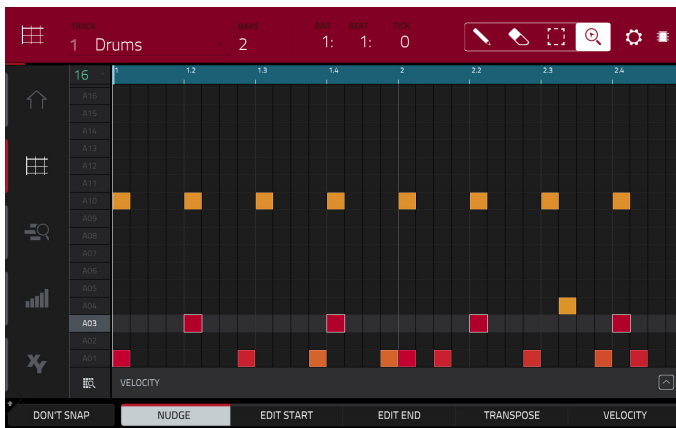 TRACK BARS BAR BEAT TICK
1 Drums 2 1: 1: 0
16 1 1.2 1.3 1.4 2 2.2 2.3 2.4
A16
A15
A14
A13
A12
A11
A10
A09
A08
A07
A06
A05
A04
A03
A02
A01
XY
VELOCITY
DON'T SNAP NUDGE EDIT START EDIT END TRANSPOSE VELOCITY